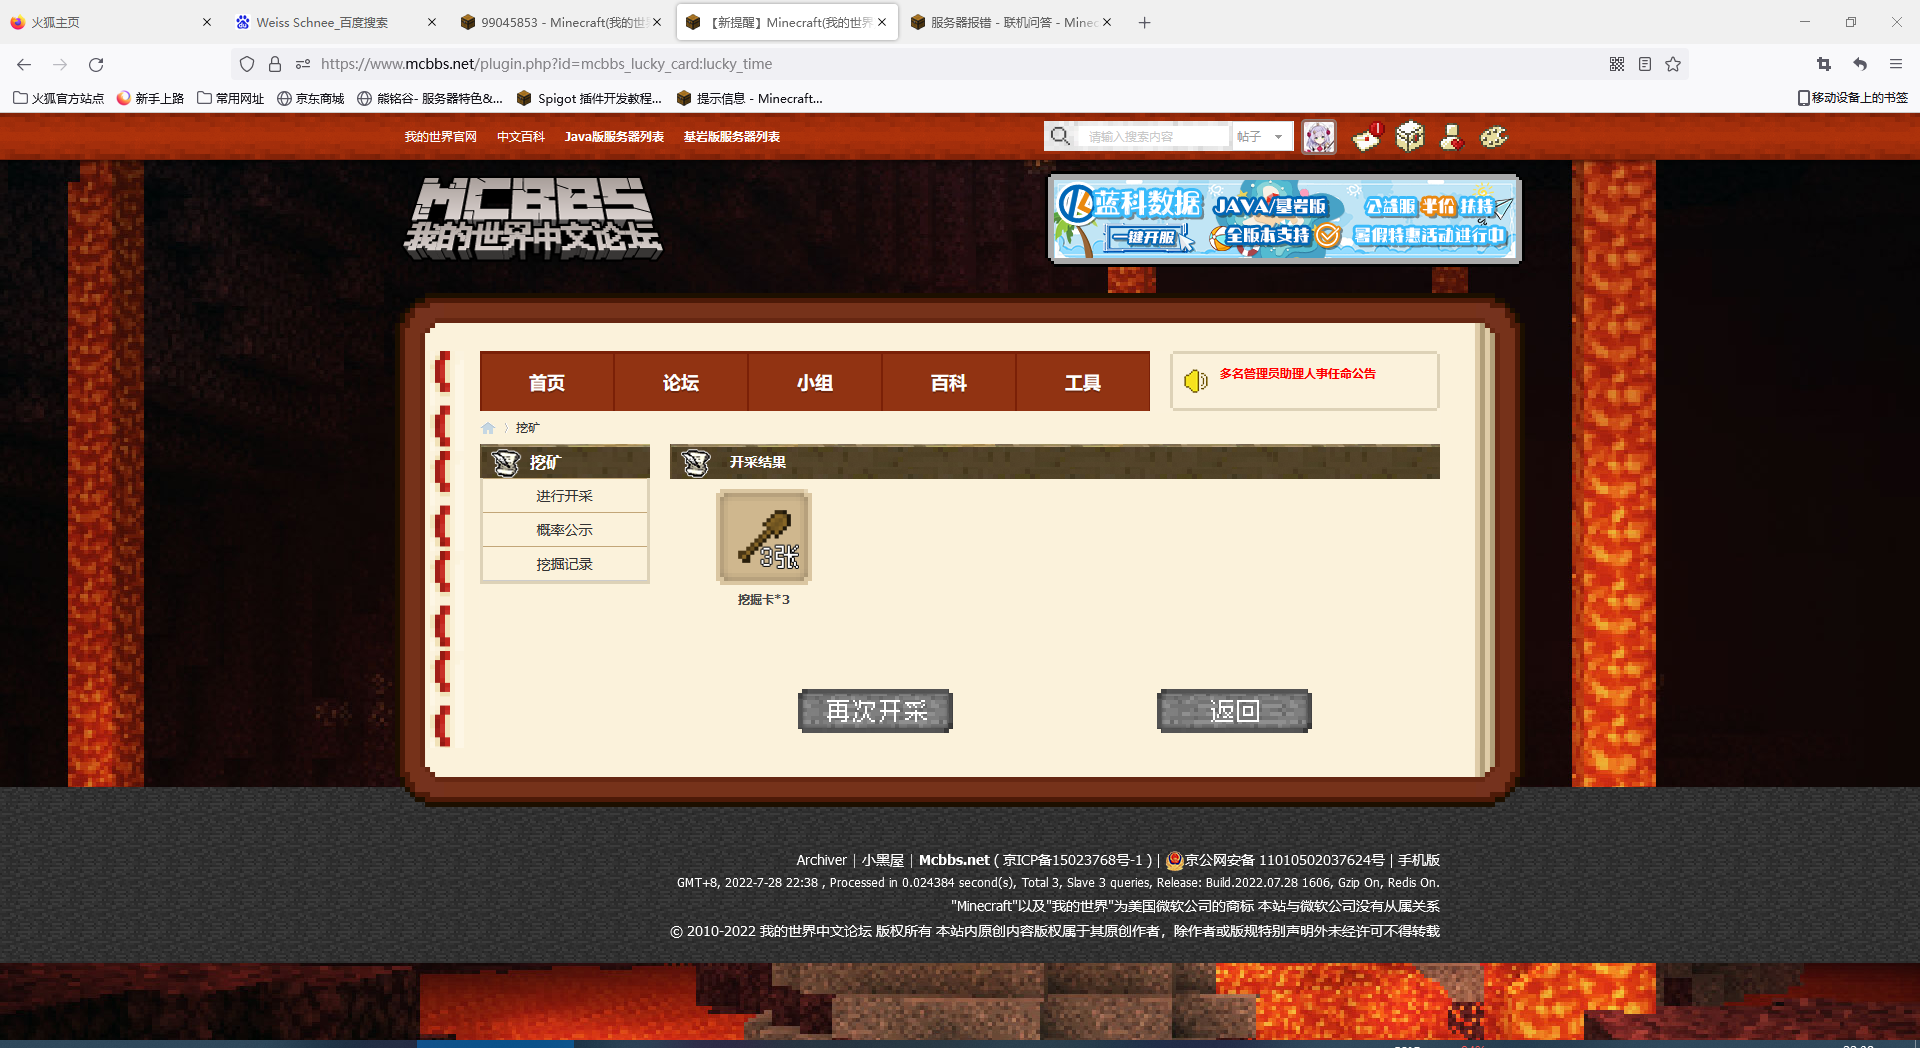 火狐主页
Weiss Schnee_百度搜索
99045853 - Minecraft(我的世
【新提醒】Minecraft(我的世界
服务器报错 - 联机问答 - Minec
https://www.mcbbs.net/plugin.php?id=mcbbs_lucky_card:lucky_time
火狐官方站点
新手上路
常用网址
京东商城
熊铭谷- 服务器特色&...
Spigot 插件开发教程...
提示信息 - Minecraft...
移动设备上的书签
我的世界官网
中文百科
Java版服务器列表
基岩版服务器列表
请输入搜索内容
帖子
MCBBS
我的世界中文论坛
蓝科数据
一键开服
JAVA/基岩版
全版本支持
公益服 半价 扶持
暑假特惠活动进行中
首页
论坛
小组
百科
工具
多名管理员助理人事任命公告
挖矿
挖矿
进行开采
概率公示
挖掘记录
开采结果
3张
挖掘卡*3
再次开采
返回
Archiver | 小黑屋 | Mcbbs.net ( 京ICP备15023768号-1 ) | 京公网安备 11010502037624号 | 手机版
GMT+8, 2022-7-28 22:38 , Processed in 0.024384 second(s), Total 3, Slave 3 queries, Release: Build.2022.07.28 1606, Gzip On, Redis On.
"Minecraft"以及"我的世界"为美国微软公司的商标 本站与微软公司没有从属关系
© 2010-2022 我的世界中文论坛 版权所有 本站内原创内容版权属于其原创作者，除作者或版规特别声明外未经许可不得转载